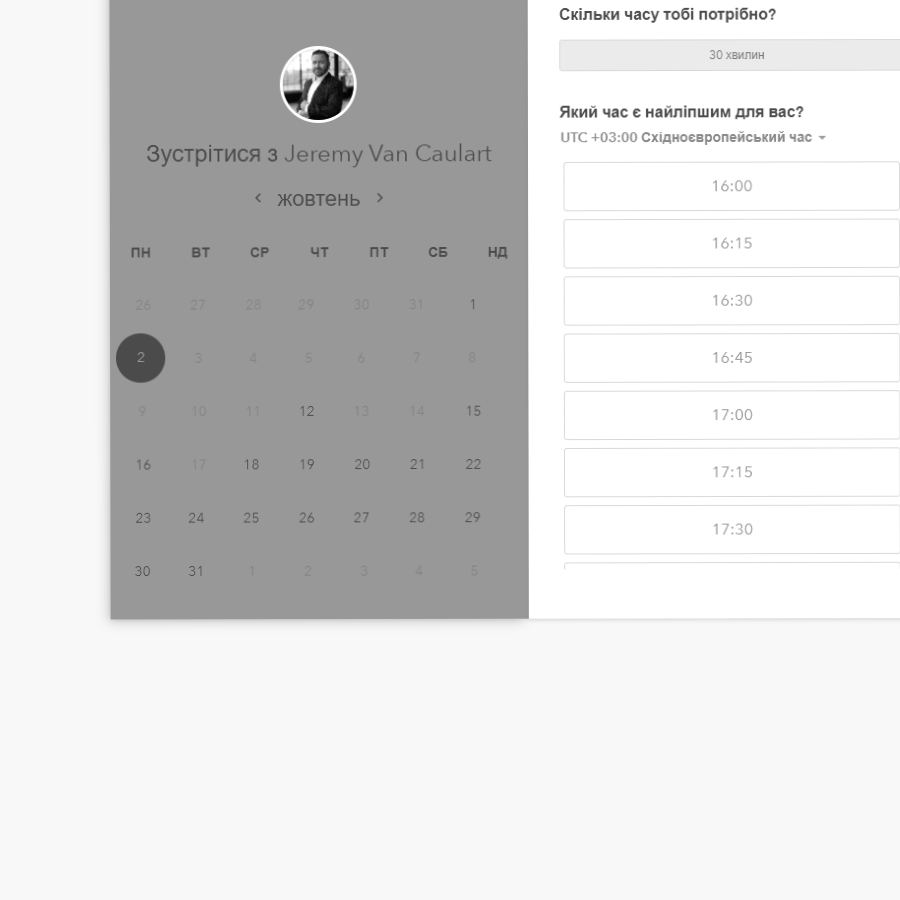 Зустрітися з Jeremy Van Caulart
жовтень
ПН ВТ СР ЧТ ПТ СБ НД
26 27 28 29 30 31 1
2 3 4 5 6 7 8
9 10 11 12 13 14 15
16 17 18 19 20 21 22
23 24 25 26 27 28 29
30 31 1 2 3 4 5
Скільки часу тобі потрібно?
30 хвилин
Який час є найліпшим для вас?
UTC +03:00 Східноєвропейський час
16:00
16:15
16:30
16:45
17:00
17:15
17:30